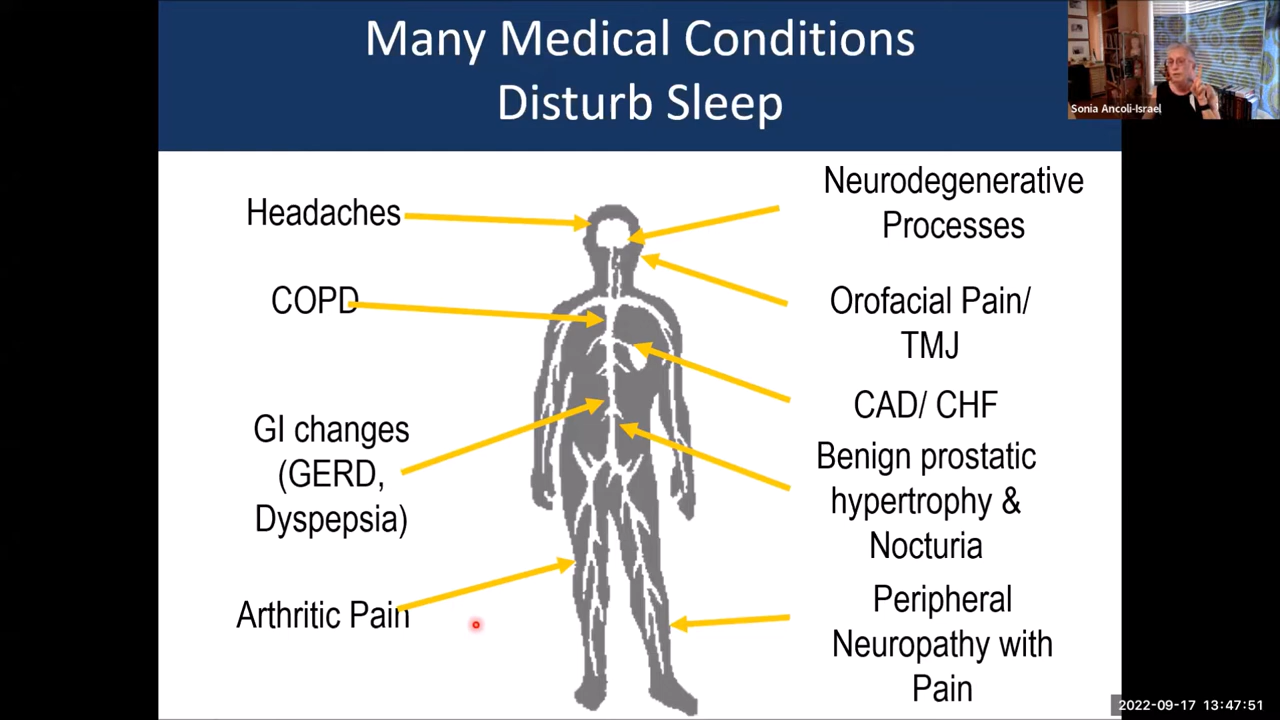 Many Medical Conditions
Disturb Sleep
Sonia Ancoli-Israel
Headaches
COPD
GI changes
(GERD,
Dyspepsia)
Arthritic Pain
Neurodegenerative
Processes
Orofacial Pain/
TMJ
CAD/ CHF
Benign prostatic
hypertrophy &
Nocturia
Peripheral
Neuropathy with
Pain
2022-09-17 13:47:51